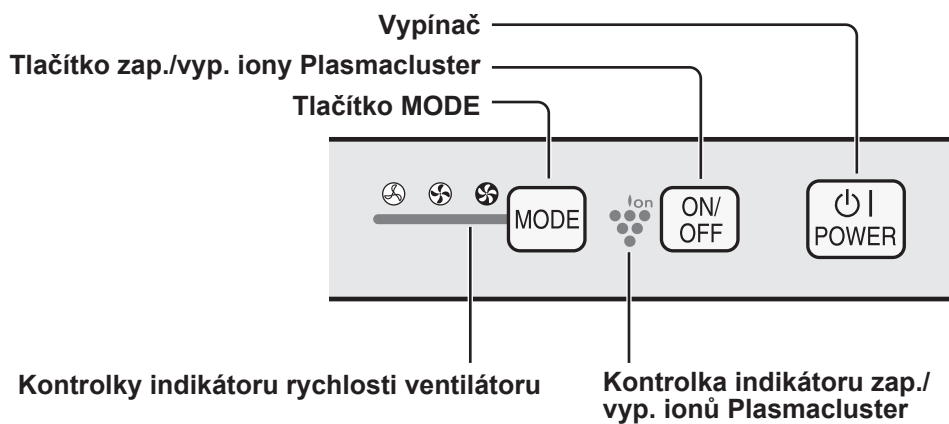 Vypínač
Tlačítko zap./vyp. iony Plasmacluster
Tlačítko MODE
MODE
Ion
ON/
OFF
POWER
Kontrolky indikátoru rychlosti ventilátoru
Kontrolka indikátoru zap./
vyp. ionů Plasmacluster